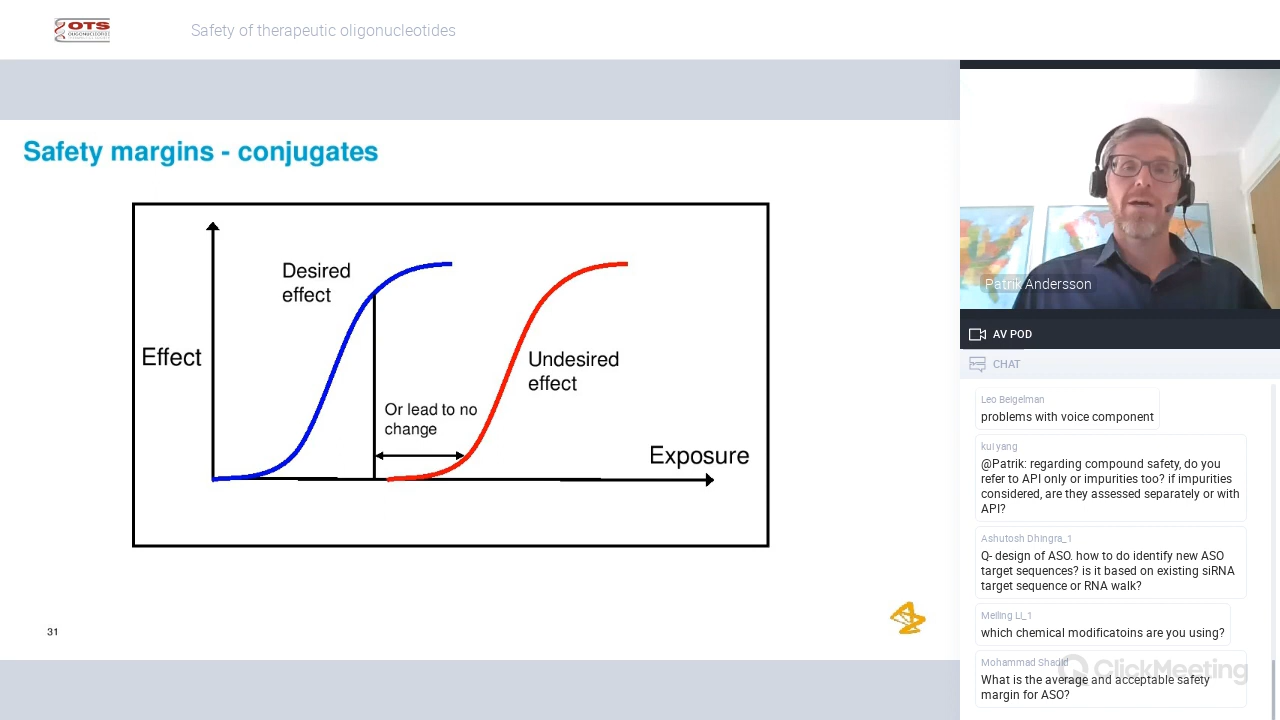 OTS
OLIGONUCLEOTIDE
Safety of therapeutic oligonucleotides
Safety margins - conjugates
Desired
effect
Effect
Undesired
effect
Or lead to no
change
Exposure
31
Patrik Andersson
AV POD
CHAT
Leo Beigelman
problems with voice component
kui yang
@Patrik: regarding compound safety, do you
refer to API only or impurities too? if impurities
considered, are they assessed separately or with
API?
Ashutosh Dhingra_1
Q- design of ASO. how to do identify new ASO
target sequences? is it based on existing siRNA
target sequence or RNA walk?
Meiling Li_1
which chemical modificatoins are you using?
Mohammad Shadid
What is the average and acceptable safety
margin for ASO?
ClickMeeting